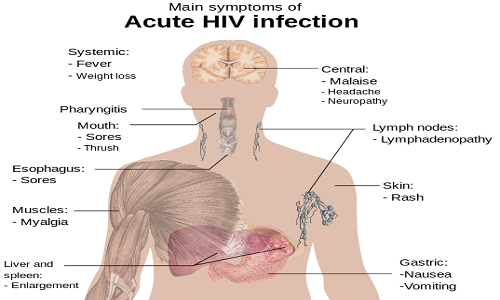 Main symptoms of
Acute HIV infection
Systemic:
- Fever
- Weight loss
Pharyngitis
Mouth:
- Sores
- Thrush
Esophagus:
- Sores
Muscles:
- Myalgia
Liver and
spleen:
- Enlargement
Central:
- Malaise
- Headache
- Neuropathy
Lymph nodes:
- Lymphadenopathy
Skin:
- Rash
Gastric:
-Nausea
-Vomiting